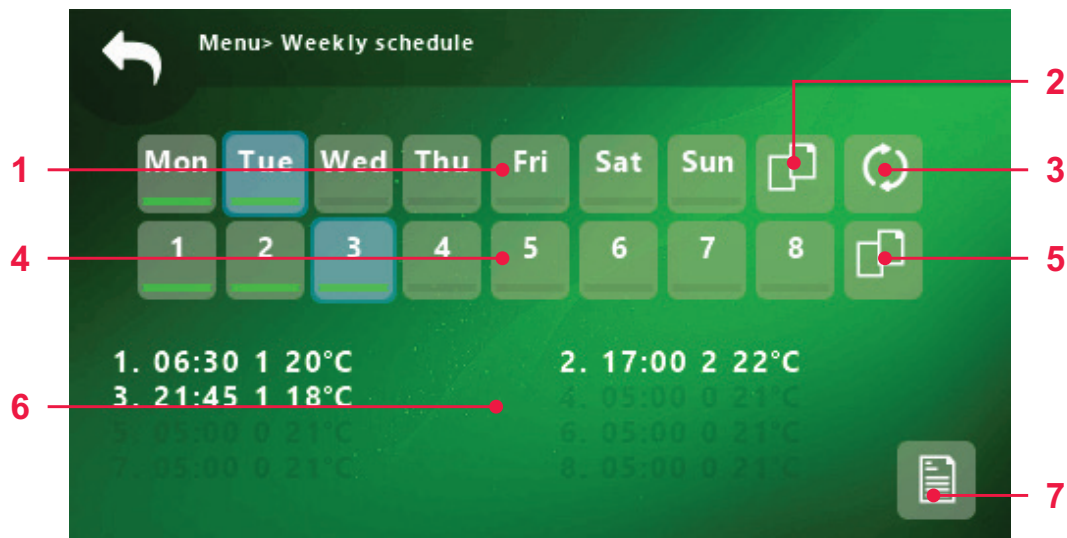 Menu> Weekly schedule
2
1 Mon Tue Wed Thu Fri Sat Sun 3
4 1 2 3 4 5 6 7 8 5
1. 06:30 1 20°C 2. 17:00 2 22°C
3. 21:45 1 18°C 4. 05:00 0 21°C
6
5. 05:00 0 21°C 6. 05:00 0 21°C
7. 05:00 0 21°C 8. 05:00 0 21°C
7